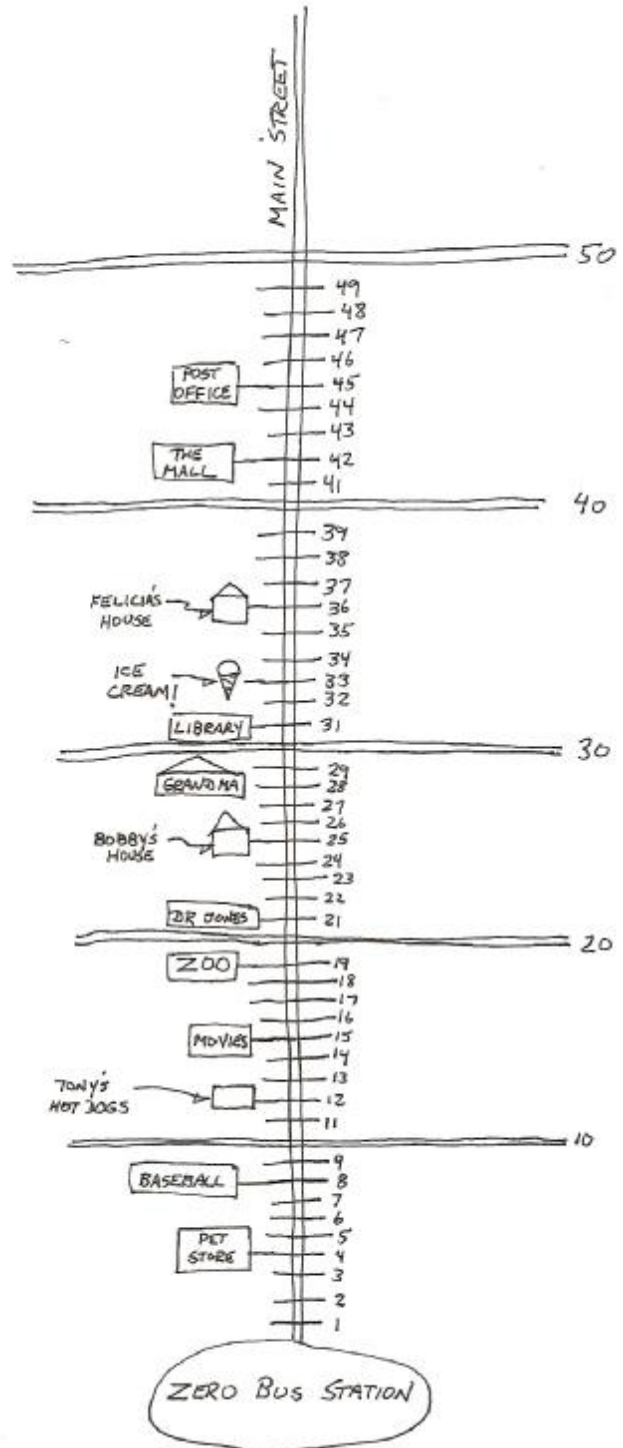 MAIN STREET
50
49
48
47
46
POST
OFFICE
45
44
43
THE
MALL
42
41
40
39
38
37
FELICIA'S
HOUSE
36
35
34
ICE
CREAM!
33
32
LIBRARY
31
30
29
GRANDMA
28
27
26
BOBBY'S
HOUSE
25
24
23
22
DR JONES
21
20
ZOO
19
18
17
16
MOVIES
15
14
13
TONY'S
HOT DOGS
12
11
10
9
BASEBALL
8
7
6
5
PET
STORE
4
3
2
1
ZERO BUS STATION